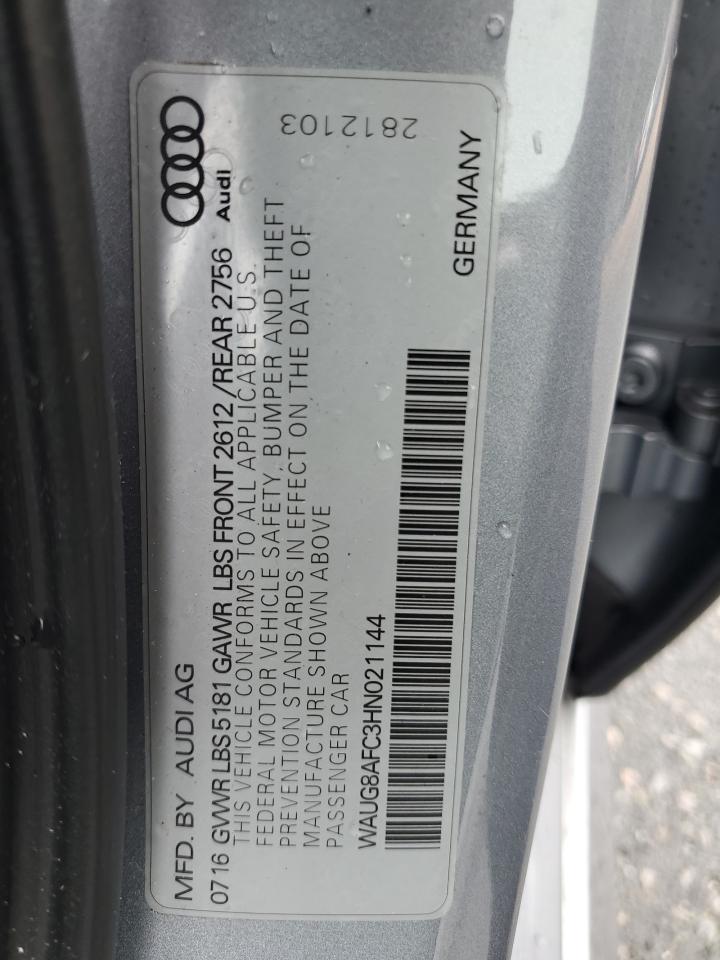 MFD. BY AUDI AG
Audi
0716 GVWR LBS 5181 GAWR LBS FRONT 2612 /REAR 2756
THIS VEHICLE CONFORMS TO ALL APPLICABLE U.S.
FEDERAL MOTOR VEHICLE SAFETY, BUMPER AND THEFT
PREVENTION STANDARDS IN EFFECT ON THE DATE OF
MANUFACTURE SHOWN ABOVE
PASSENGER CAR
2812103
WAUG8AFC3HN021144
GERMANY